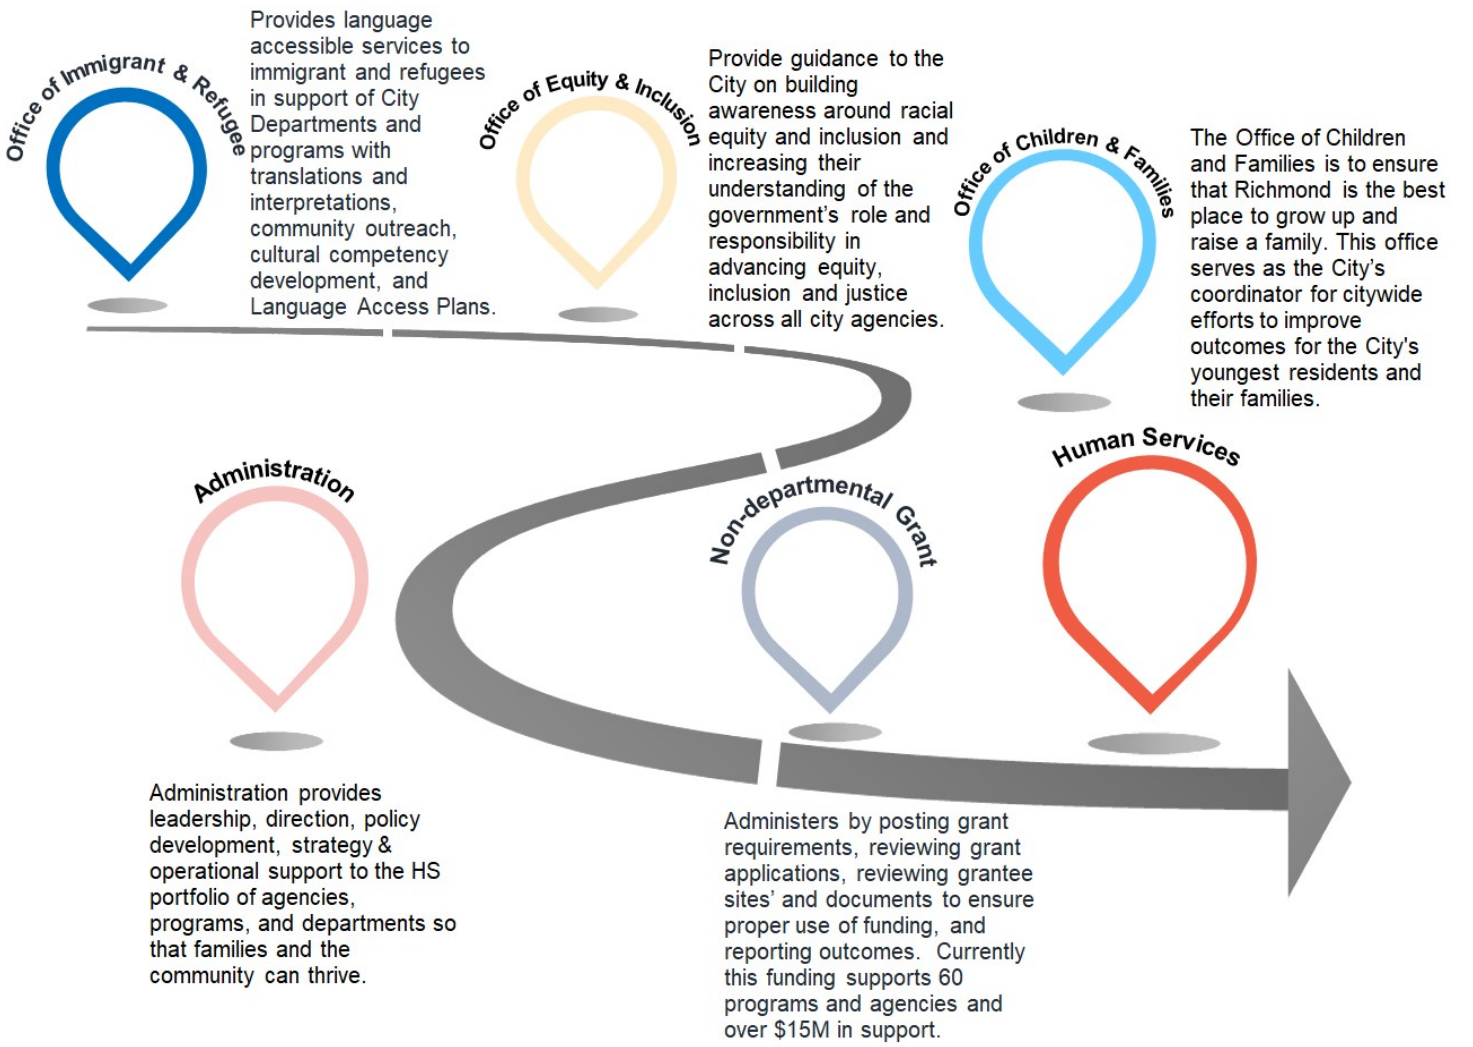 Office of Immigrant & Refugee
Provides language
accessible services to
immigrant and refugees
in support of City
Departments and
programs with
translations and
interpretations,
community outreach,
cultural competency
development, and
Language Access Plans.
Office of Equity & Inclusion
Provide guidance to the
City on building
awareness around racial
equity and inclusion and
increasing their
understanding of the
government’s role and
responsibility in
advancing equity,
inclusion and justice
across all city agencies.
Office of Children & Families
The Office of Children
and Families is to ensure
that Richmond is the best
place to grow up and
raise a family. This office
serves as the City’s
coordinator for citywide
efforts to improve
outcomes for the City's
youngest residents and
their families.
Administration
Administration provides
leadership, direction, policy
development, strategy &
operational support to the HS
portfolio of agencies,
programs, and departments so
that families and the
community can thrive.
Non-departmental Grant
Administers by posting grant
requirements, reviewing grant
applications, reviewing grantee
sites’ and documents to ensure
proper use of funding, and
reporting outcomes. Currently
this funding supports 60
programs and agencies and
over $15M in support.
Human Services